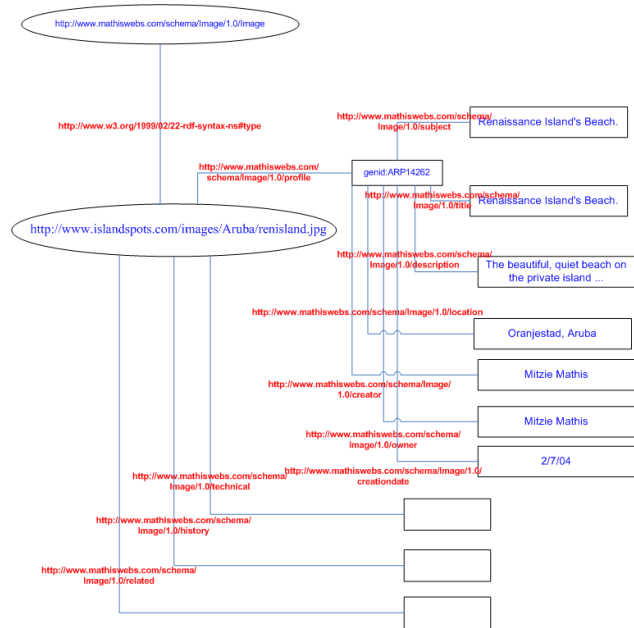 http://www.mathiswebs.com/schema/Image/1.0/Image
http://www.w3.org/1999/02/22-rdf-syntax-ns#type
http://www.mathiswebs.com/schema/
Image/1.0/subject
Renaissance Island's Beach.
http://www.mathiswebs.com/
schema/Image/1.0/profile
genid:ARP14262
http://www.mathiswebs.com/schema/
Image/1.0/title
Renaissance Island's Beach.
http://www.islandspots.com/images/Aruba/renisland.jpg
http://www.mathiswebs.com/schema/
Image/1.0/description
The beautiful, quiet beach on
the private island ...
http://www.mathiswebs.com/schema/Image/1.0/location
Oranjestad, Aruba
http://www.mathiswebs.com/schema/Image/
1.0/creator
Mitzie Mathis
http://www.mathiswebs.com/schema/
Image/1.0/owner
Mitzie Mathis
http://www.mathiswebs.com/schema/Image/1.0/
creationdate
2/7/04
http://www.mathiswebs.com/schema/
Image/1.0/technical
http://www.mathiswebs.com/schema/
Image/1.0/history
http://www.mathiswebs.com/schema/
Image/1.0/related